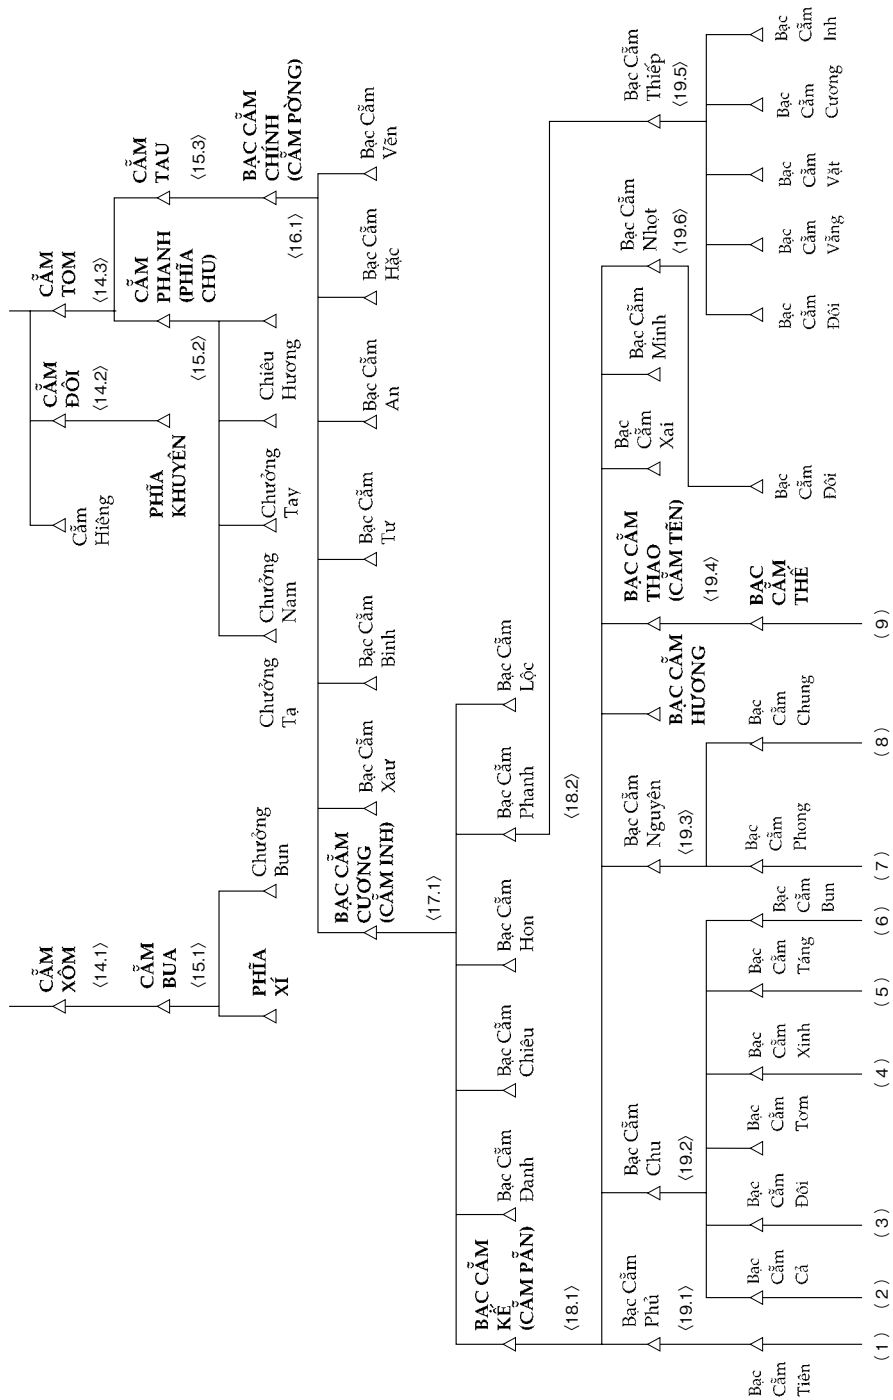 CẦM
XÔM
⟨14.1⟩
CẦM
BUA
⟨15.1⟩
PHĨA
XÍ
Chưởng
Bun
Cầm
Hiêng
CẦM
ĐÔI
⟨14.2⟩
PHĨA
KHUYÊN
CẦM
TOM
⟨14.3⟩
CẦM
PHANH
(PHĨA
CHU)
⟨15.2⟩
CẦM
TAU
⟨15.3⟩
Chưởng
Tạ
Chưởng
Nam
Chưởng
Tay
Chiêu
Hương
BẠC CẦM
CHÍNH
(CẦM PÒNG)
⟨16.1⟩
BẠC CẦM
CƯƠNG
(CẦM INH)
⟨17.1⟩
Bạc Cầm
Xaư
Bạc Cầm
Bình
Bạc Cầm
Tư
Bạc Cầm
An
Bạc Cầm
Hặc
Bạc Cầm
Vên
BẠC CẦM
KẾ
(CẦM PẲN)
⟨18.1⟩
Bạc Cầm
Đanh
Bạc Cầm
Chiêu
Bạc Cầm
Hon
Bạc Cầm
Phanh
⟨18.2⟩
Bạc Cầm
Lộc
Bạc Cầm
Phủ
⟨19.1⟩
Bạc Cầm
Chu
⟨19.2⟩
Bạc Cầm
Nguyên
⟨19.3⟩
BẠC CẦM
HƯƠNG
BẠC CẦM
THAO
(CẦM TẼN)
⟨19.4⟩
Bạc
Cầm
Xai
Bạc Cầm
Minh
Bạc Cầm
Nhọt
⟨19.6⟩
Bạc Cầm
Thiếp
⟨19.5⟩
Bạc
Cầm
Tiên
Bạc
Cầm
Cả
Bạc
Cầm
Đôi
Bạc
Cầm
Tơm
Bạc
Cầm
Xinh
Bạc
Cầm
Táng
Bạc
Cầm
Bun
Bạc
Cầm
Phong
Bạc
Cầm
Chung
BẠC
CẦM
THẾ
Bạc
Cầm
Đôi
Bạc
Cầm
Đôi
Bạc
Cầm
Vằng
Bạc
Cầm
Vặt
Bạc
Cầm
Cương
Bạc
Cầm
Inh
(1)
(2)
(3)
(4)
(5)
(6)
(7)
(8)
(9)